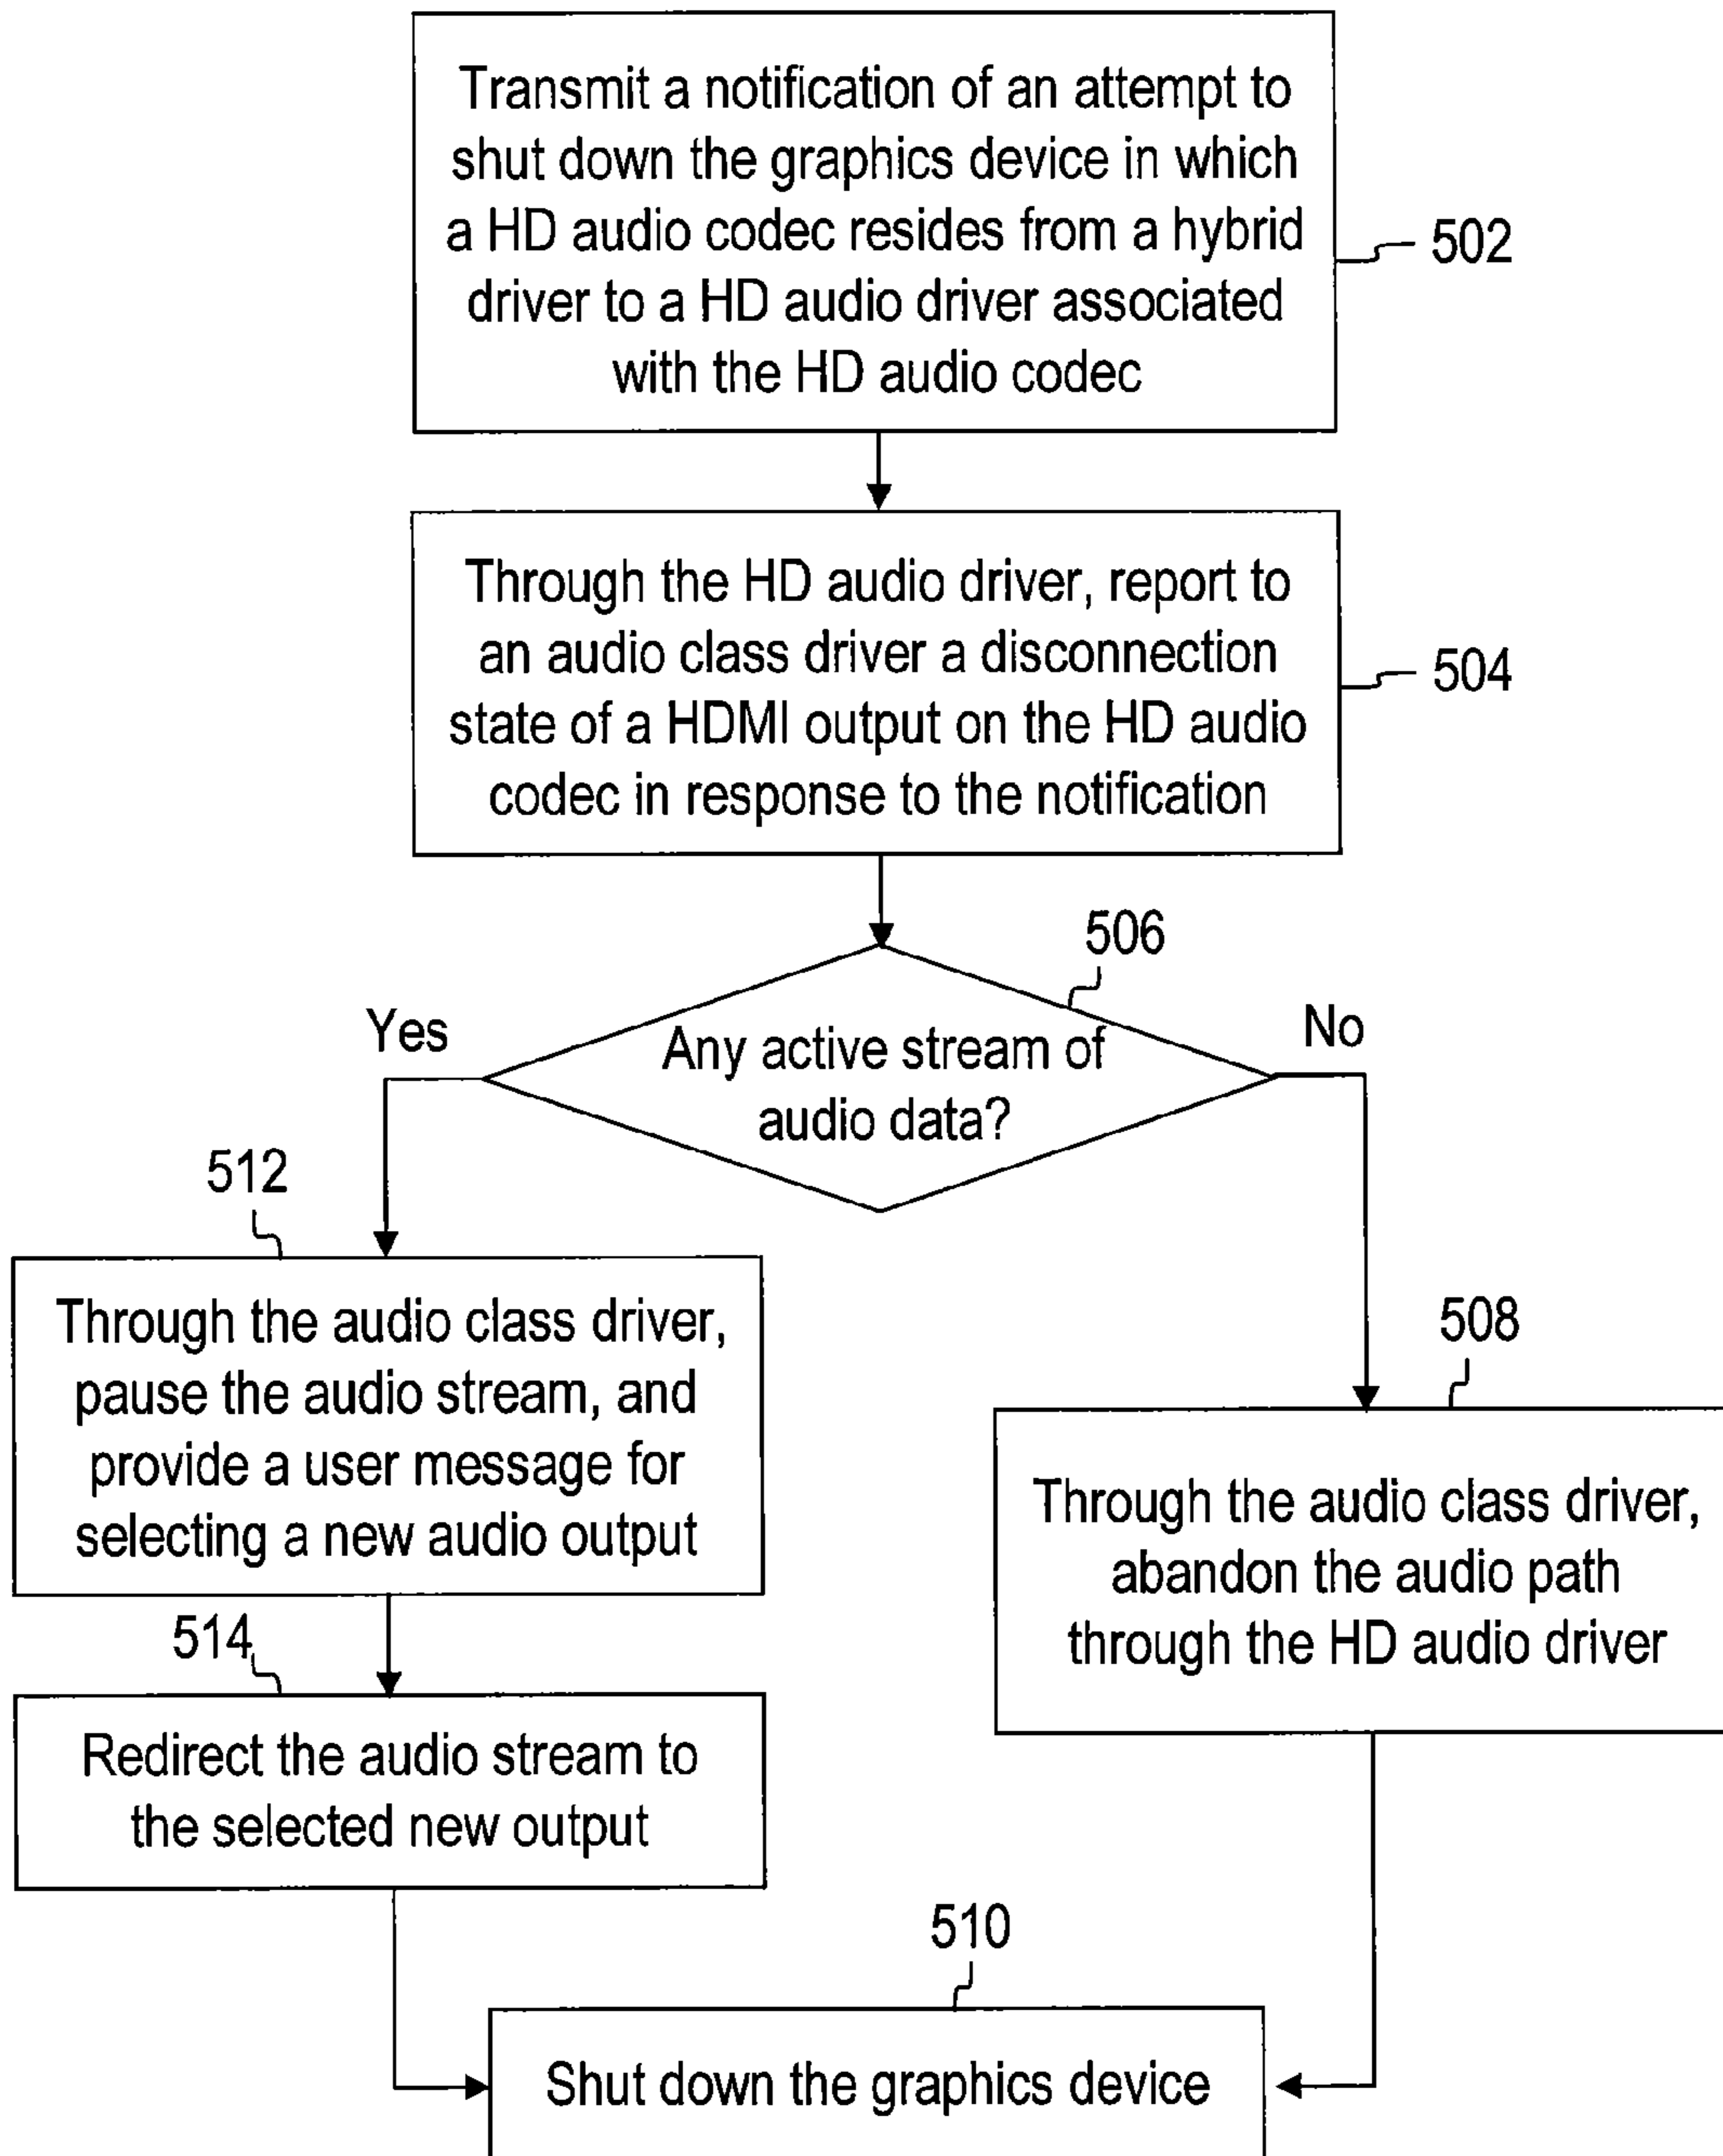 Transmit a notification of an attempt to
shut down the graphics device in which
a HD audio codec resides from a hybrid
driver to a HD audio driver associated
with the HD audio codec
502
Through the HD audio driver, report to
an audio class driver a disconnection
state of a HDMI output on the HD audio
codec in response to the notification
504
506
Yes
No
Any active stream of
audio data?
512
Through the audio class driver,
pause the audio stream, and
provide a user message for
selecting a new audio output
508
Through the audio class driver,
abandon the audio path
through the HD audio driver
514
Redirect the audio stream to
the selected new output
510
Shut down the graphics device